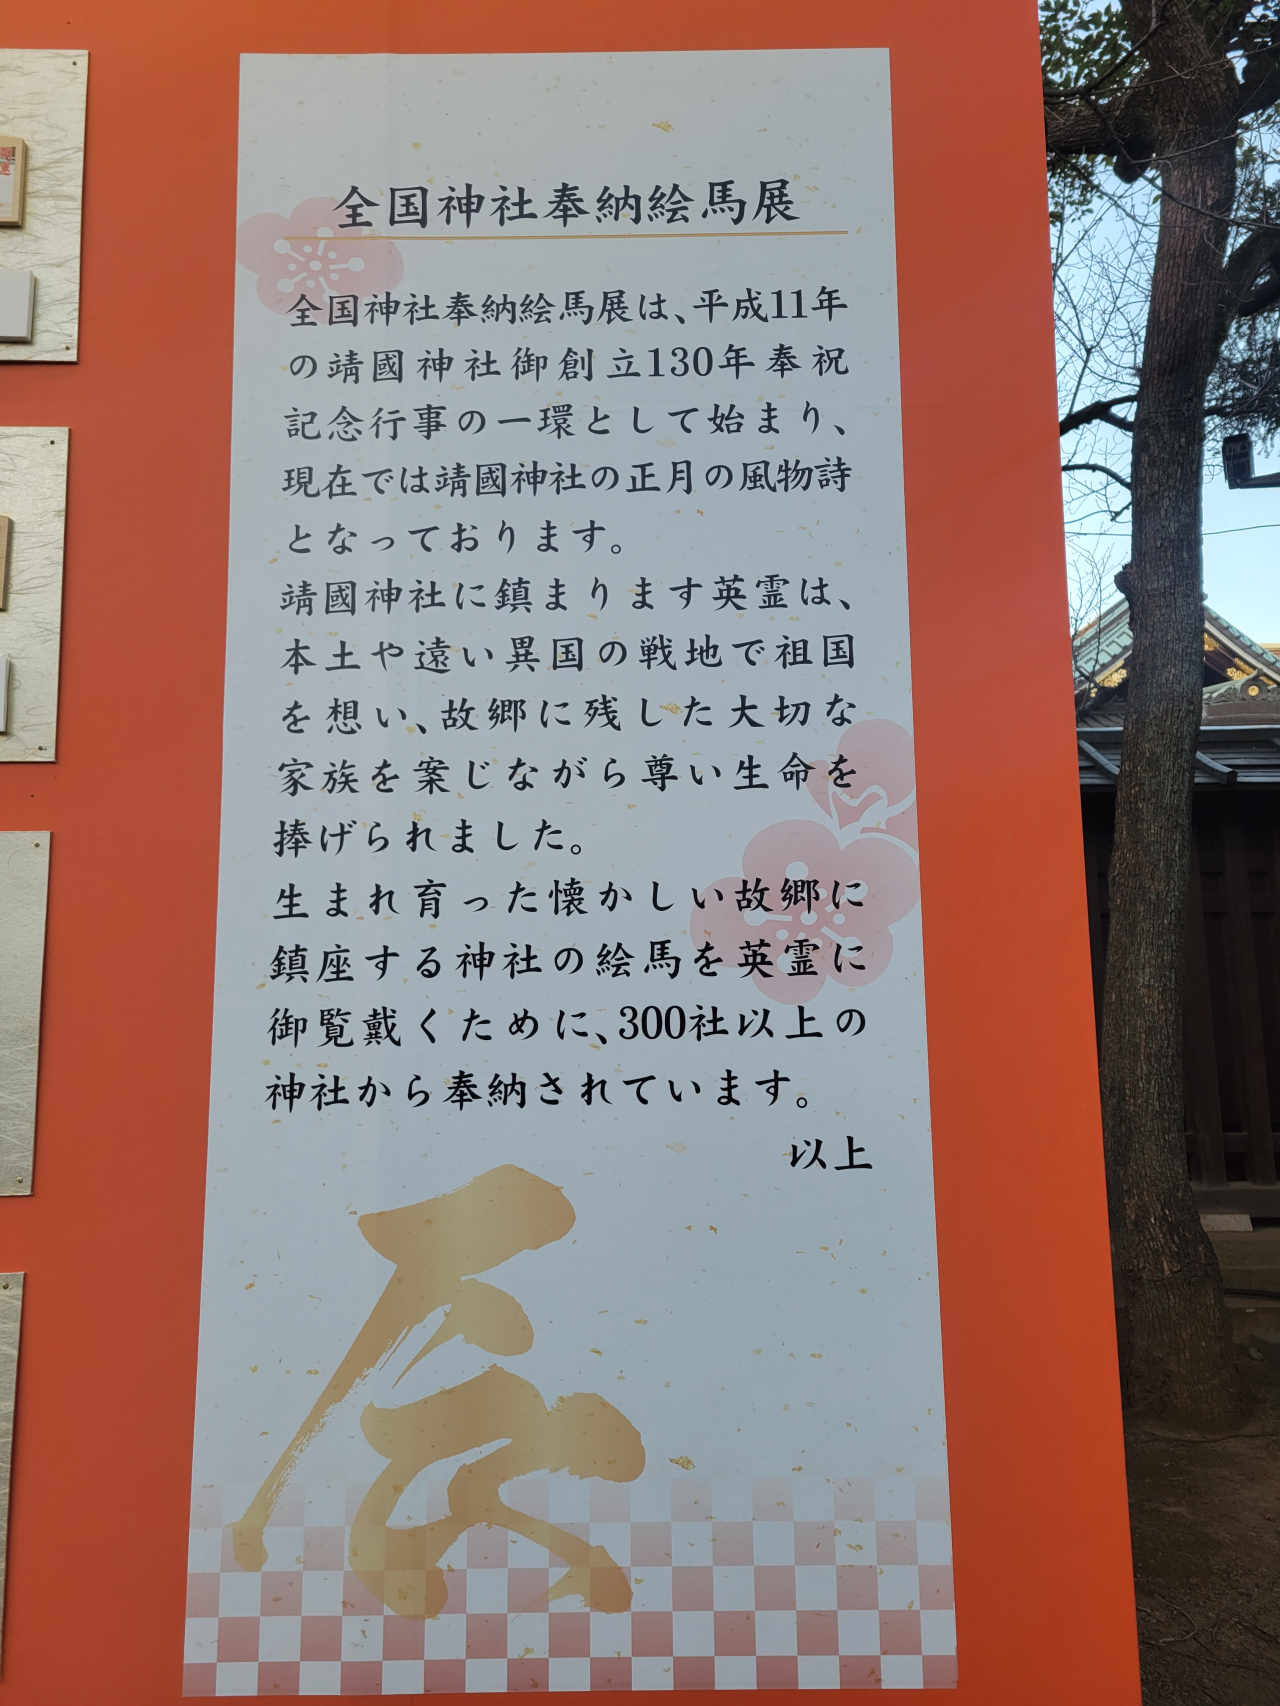 全国神社奉納絵馬展
全国神社奉納絵馬展は、平成11年
の靖國神社御創立130年奉祝
記念行事の一環として始まり、
現在では靖國神社の正月の風物詩
となっております。
靖國神社に鎮まります英霊は、
本土や遠い異国の戦地で祖国
を想い、故郷に残した大切な
家族を案じながら尊い生命を
捧げられました。
生まれ育った懐かしい故郷に
鎮座する神社の絵馬を英霊に
御覧戴くために、300社以上の
神社から奉納されています。
以上
辰